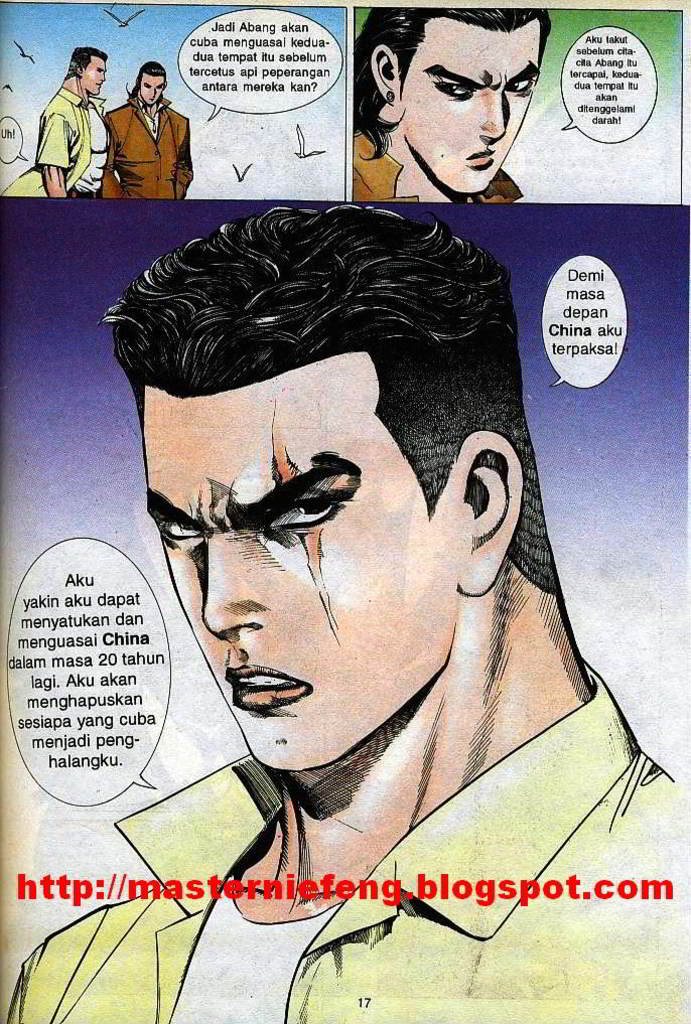 Jadi Abang akan
cuba menguasai kedua-
dua tempat itu sebelum
tercetus api peperangan
antara mereka kan?
Uh!
Aku takut
sebelum cita-
cita Abang itu
tercapai, kedua-
dua tempat itu
akan
ditenggelami
darah!
Demi
masa
depan
China aku
terpaksa!
Aku
yakin aku dapat
menyatukan dan
menguasai China
dalam masa 20 tahun
lagi. Aku akan
menghapuskan
sesiapa yang cuba
menjadi peng-
halangku.
http://masterniefeng.blogspot.com
17